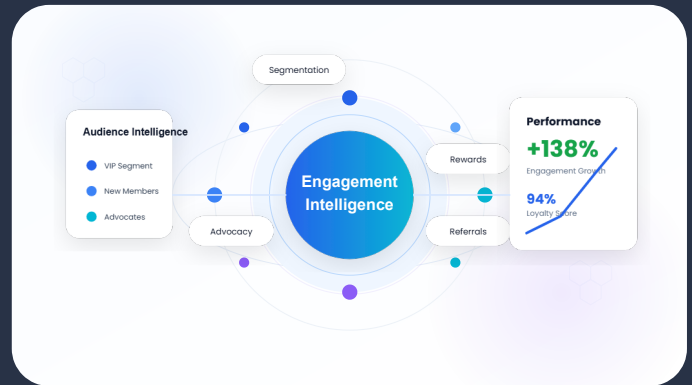 Segmentation
Audience Intelligence
VIP Segment
New Members
Advocates
Advocacy
Engagement
Intelligence
Rewards
Referrals
Performance
+138%
Engagement Growth
94%
Loyalty Score